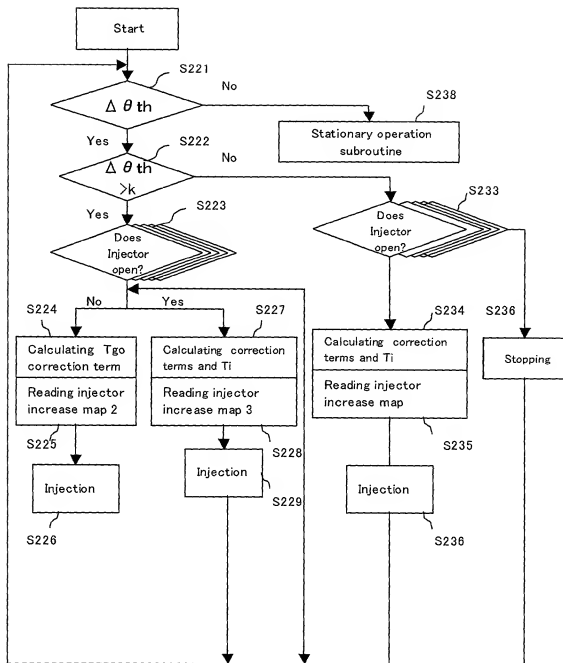 Start
S221
Δ θ th
No
S238
Stationary operation
subroutine
Yes
S222
Δ θ th
>k
No
Yes
S223
Does
Injector
open?
S233
Does
Injector
open?
No
Yes
S224
Calculating Tgo
correction term
Reading injector
increase map 2
S225
Injection
S226
S227
Calculating correction
terms and Ti
Reading injector
increase map 3
S228
Injection
S229
S234
Calculating correction
terms and Ti
Reading injector
increase map
S235
Injection
S236
S236
Stopping